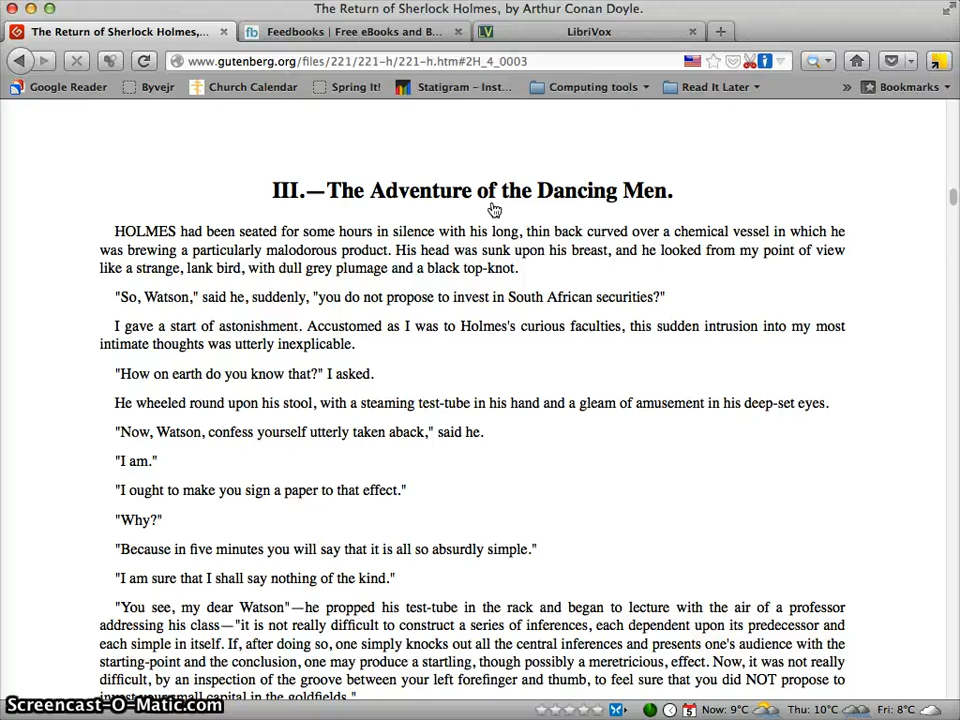 The Return of Sherlock Holmes, by Arthur Conan Doyle.
The Return of Sherlock Holmes,...
Feedbooks | Free eBooks and B...
LibriVox
www.gutenberg.org/files/221/221-h/221-h.htm#2H_4_0003
Google Reader
Byvejr
Church Calendar
Spring It!
Statigram - Inst...
Computing tools
Read It Later
»
Bookmarks
III.—The Adventure of the Dancing Men.
HOLMES had been seated for some hours in silence with his long, thin back curved over a chemical vessel in which he
was brewing a particularly malodorous product. His head was sunk upon his breast, and he looked from my point of view
like a strange, lank bird, with dull grey plumage and a black top-knot.
"So, Watson," said he, suddenly, "you do not propose to invest in South African securities?"
I gave a start of astonishment. Accustomed as I was to Holmes's curious faculties, this sudden intrusion into my most
intimate thoughts was utterly inexplicable.
"How on earth do you know that?" I asked.
He wheeled round upon his stool, with a steaming test-tube in his hand and a gleam of amusement in his deep-set eyes.
"Now, Watson, confess yourself utterly taken aback," said he.
"I am."
"I ought to make you sign a paper to that effect."
"Why?"
"Because in five minutes you will say that it is all so absurdly simple."
"I am sure that I shall say nothing of the kind."
"You see, my dear Watson"—he propped his test-tube in the rack and began to lecture with the air of a professor
addressing his class—"it is not really difficult to construct a series of inferences, each dependent upon its predecessor and
each simple in itself. If, after doing so, one simply knocks out all the central inferences and presents one's audience with the
starting-point and the conclusion, one may produce a startling, though possibly a meretricious, effect. Now, it was not really
difficult, by an inspection of the groove between your left forefinger and thumb, to feel sure that you did NOT propose to
invest your small capital in the goldfields."
Screencast-O-Matic.com
5
Now: 9°C
Thu: 10°C
Fri: 8°C